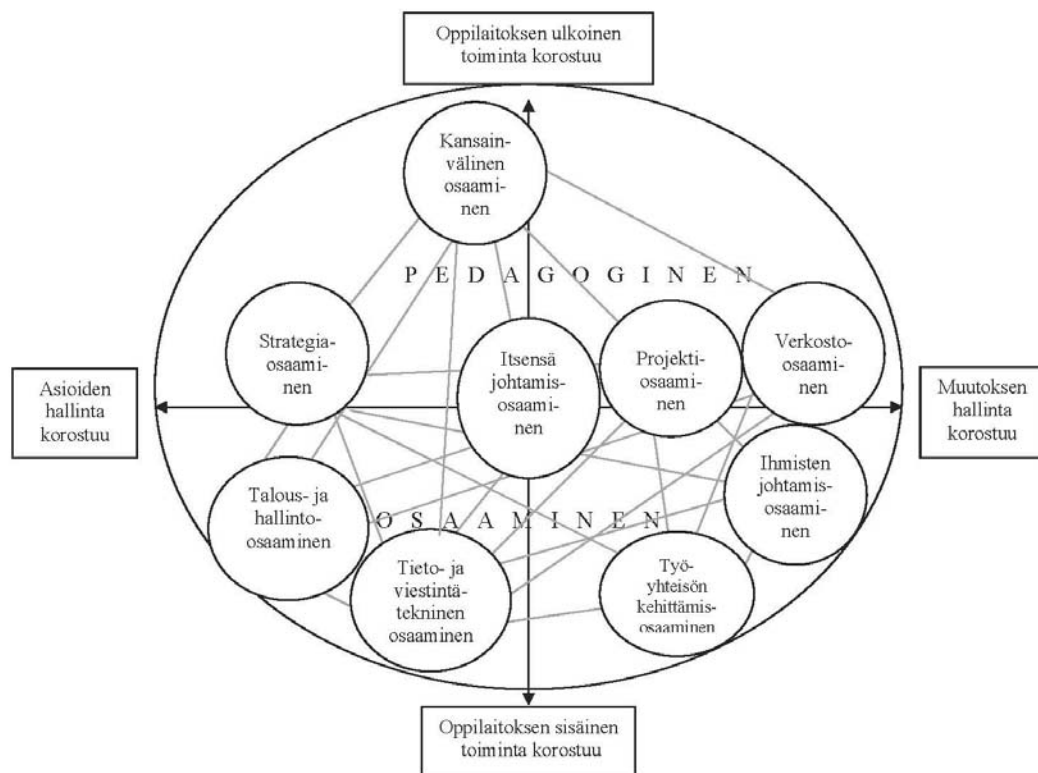 Oppilaitoksen ulkoinen
toiminta korostuu
Kansain-
välinen
osaami-
nen
P E D A G O G I N E N
Strategia-
osaami-
nen
Itsensä
johtamis-
osaami-
nen
Projekti-
osaami-
nen
Verkosto-
osaami-
nen
Asioiden
hallinta
korostuu
Muutoksen
hallinta
korostuu
Talous- ja
hallinto-
osaaminen
Ihmisten
johtamis-
osaami-
nen
O S A A M I N E N
Tieto- ja
viestintä-
tekninen
osaaminen
Työ-
yhteisön
kehittämis-
osaaminen
Oppilaitoksen sisäinen
toiminta korostuu